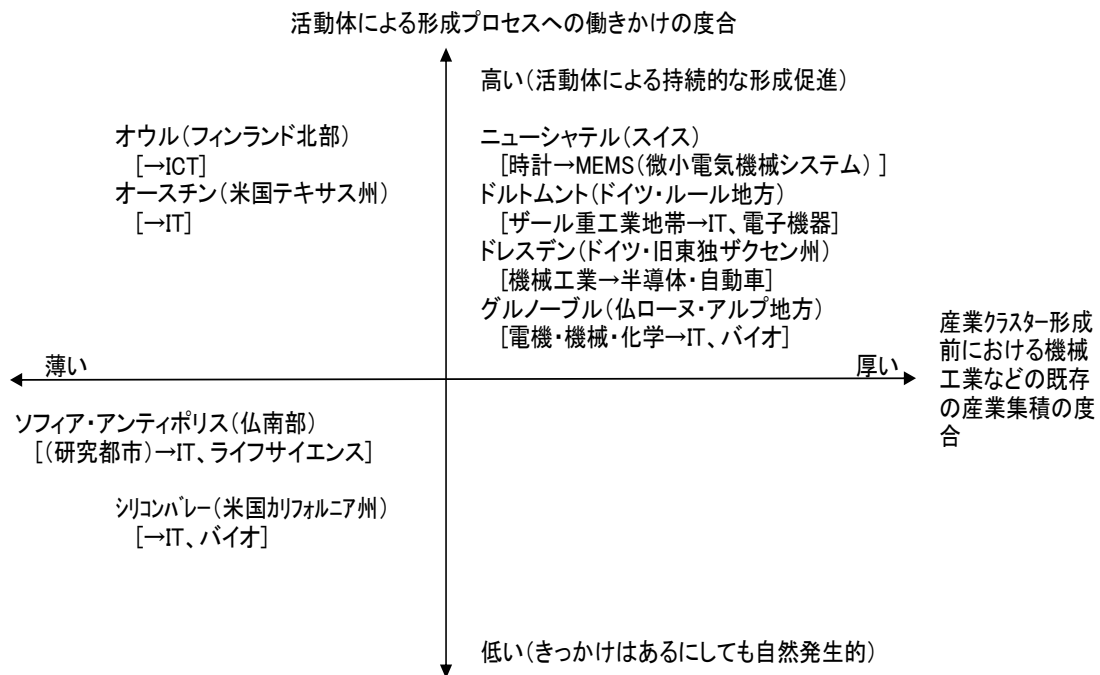 活動体による形成プロセスへの働きかけの度合
高い(活動体による持続的な形成促進)
オウル(フィンランド北部)
[→ICT]
オースチン(米国テキサス州)
[→IT]
ニューシャテル(スイス)
[時計→MEMS(微小電気機械システム) ]
ドルトムント(ドイツ・ルール地方)
[ザール重工業地帯→IT、電子機器]
ドレスデン(ドイツ・旧東独ザクセン州)
[機械工業→半導体・自動車]
グルノーブル(仏ローヌ・アルプ地方)
[電機・機械・化学→IT、バイオ]
薄い
厚い
産業クラスター形成
前における機械
工業などの既存
の産業集積の度
合
ソフィア・アンティポリス(仏南部)
[(研究都市)→IT、ライフサイエンス]
シリコンバレー(米国カリフォルニア州)
[→IT、バイオ]
低い(きっかけはあるにしても自然発生的)